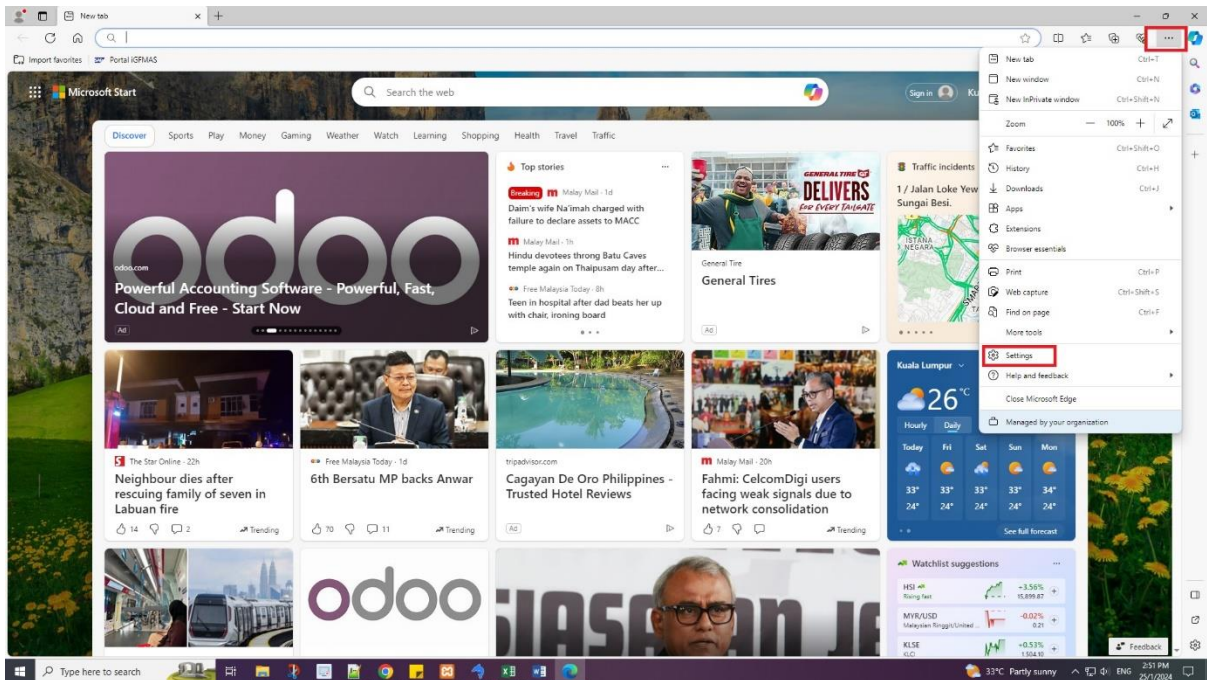 New tab
Import favorites
Portal iGFMAS
Microsoft Start
Search the web
Sign in
Ku
Discover
Sports
Play
Money
Gaming
Weather
Watch
Learning
Shopping
Health
Travel
Traffic
odoo
odoo.com
Powerful Accounting Software - Powerful, Fast,
Cloud and Free - Start Now
Ad
Top stories
Breaking Malay Mail · 1d
Daim's wife Na'imah charged with
failure to declare assets to MACC
Malay Mail · 1h
Hindu devotees throng Batu Caves
temple again on Thaipusam day after...
Free Malaysia Today · 8h
Teen in hospital after dad beats her up
with chair, ironing board
GENERAL TIRE
DELIVERS
FOR EVERY TAILGATE
General Tire
General Tires
Ad
Traffic incidents
1 / Jalan Loke Yew
Sungai Besi.
ISTANA
NEGARA
New tab Ctrl+T
New window Ctrl+N
New InPrivate window Ctrl+Shift+N
Zoom — 100% +
Favorites Ctrl+Shift+O
History Ctrl+H
Downloads Ctrl+J
Apps
Extensions
Browser essentials
Print Ctrl+P
Web capture Ctrl+Shift+S
Find on page Ctrl+F
More tools
Settings
Help and feedback
Close Microsoft Edge
Managed by your organization
The Star Online · 22h
Neighbour dies after
rescuing family of seven in
Labuan fire
14
2
Trending
Free Malaysia Today · 1d
6th Bersatu MP backs Anwar
70
11
Trending
tripadvisor.com
Cagayan De Oro Philippines -
Trusted Hotel Reviews
Ad
Malay Mail · 20h
Fahmi: CelcomDigi users
facing weak signals due to
network consolidation
7
Trending
Kuala Lumpur
26 °C
Hourly
Daily
Today Fri Sat Sun Mon
33° 33° 33° 33° 34°
24° 24° 24° 24° 24°
See full forecast
odoo
Watchlist suggestions
HSI
+3.56%
Rising fast
15,899.87
MYR/USD
-0.02%
Malaysian Ringgit/United ...
0.21
KLSE
+0.53%
KLCI
1,504.10
Feedback
Type here to search
33°C Partly sunny
ENG
2:51 PM
25/1/2024